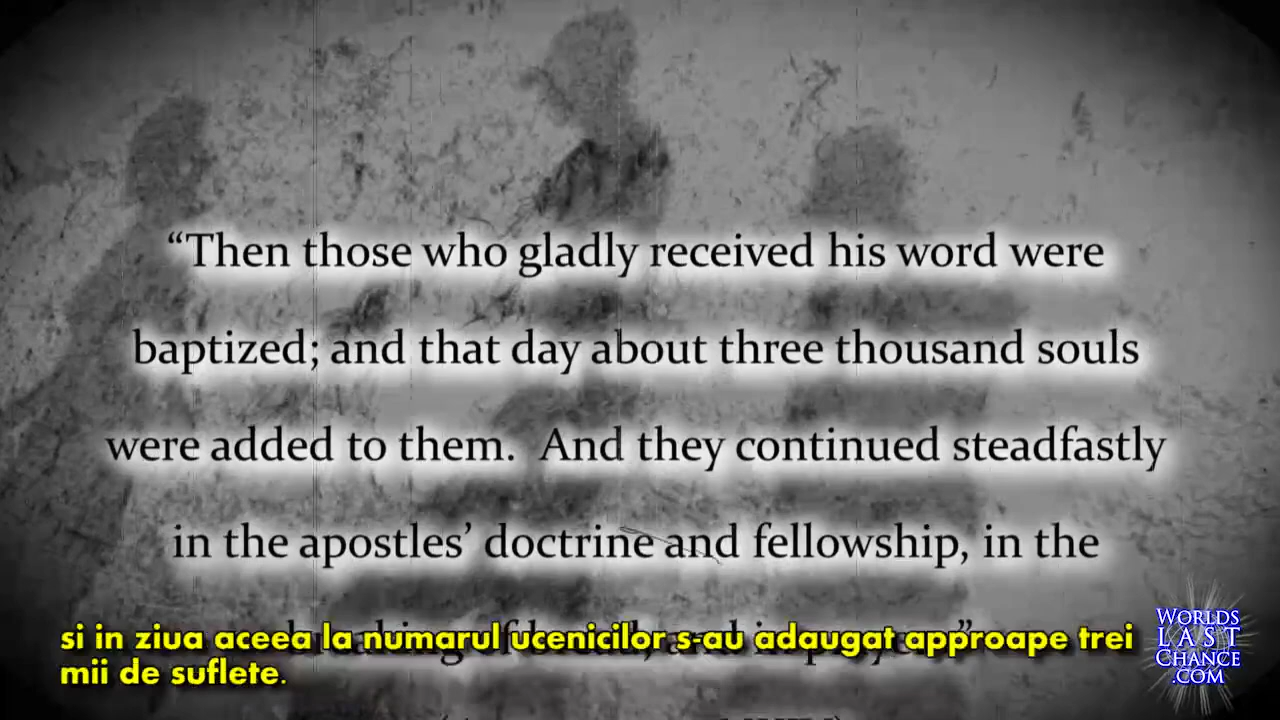 “Then those who gladly received his word were
baptized; and that day about three thousand souls
were added to them.  And they continued steadfastly
in the apostles’ doctrine and fellowship, in the
si in ziua aceea la numarul ucenicilor s-au adaugat approape trei
mii de suflete.
WORLDS
LAST
CHANCE
.COM